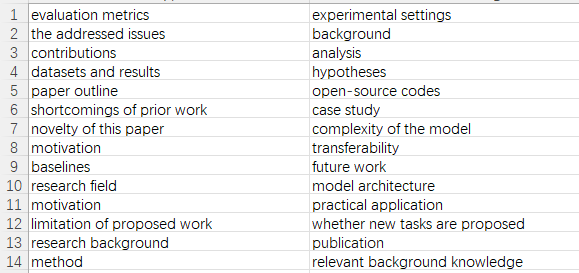 1 evaluation metrics experimental settings
2 the addressed issues background
3 contributions analysis
4 datasets and results hypotheses
5 paper outline open-source codes
6 shortcomings of prior work case study
7 novelty of this paper complexity of the model
8 motivation transferability
9 baselines future work
10 research field model architecture
11 motivation practical application
12 limitation of proposed work whether new tasks are proposed
13 research background publication
14 method relevant background knowledge